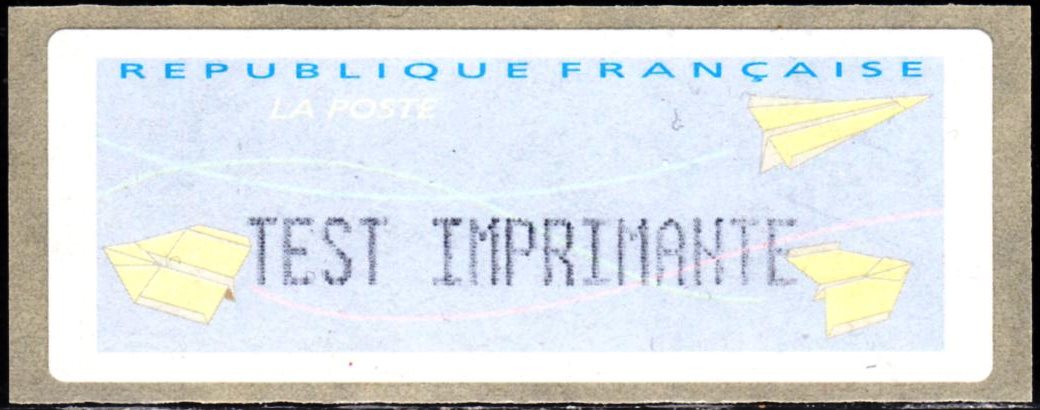 REPUBLIQUE FRANÇAISE
LA POSTE
TEST IMPRIMANTE